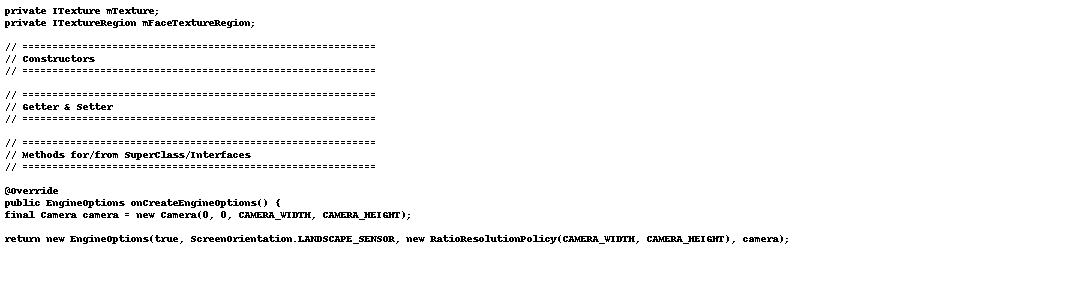 private ITexture mTexture;
private ITextureRegion mFaceTextureRegion;
// ===========================================================
// Constructors
// ===========================================================
// ===========================================================
// Getter & Setter
// ===========================================================
// ===========================================================
// Methods for/from SuperClass/Interfaces
// ===========================================================
@Override
public EngineOptions onCreateEngineOptions() {
final Camera camera = new Camera(0, 0, CAMERA_WIDTH, CAMERA_HEIGHT);
return new EngineOptions(true, ScreenOrientation.LANDSCAPE_SENSOR, new RatioResolutionPolicy(CAMERA_WIDTH, CAMERA_HEIGHT), camera);